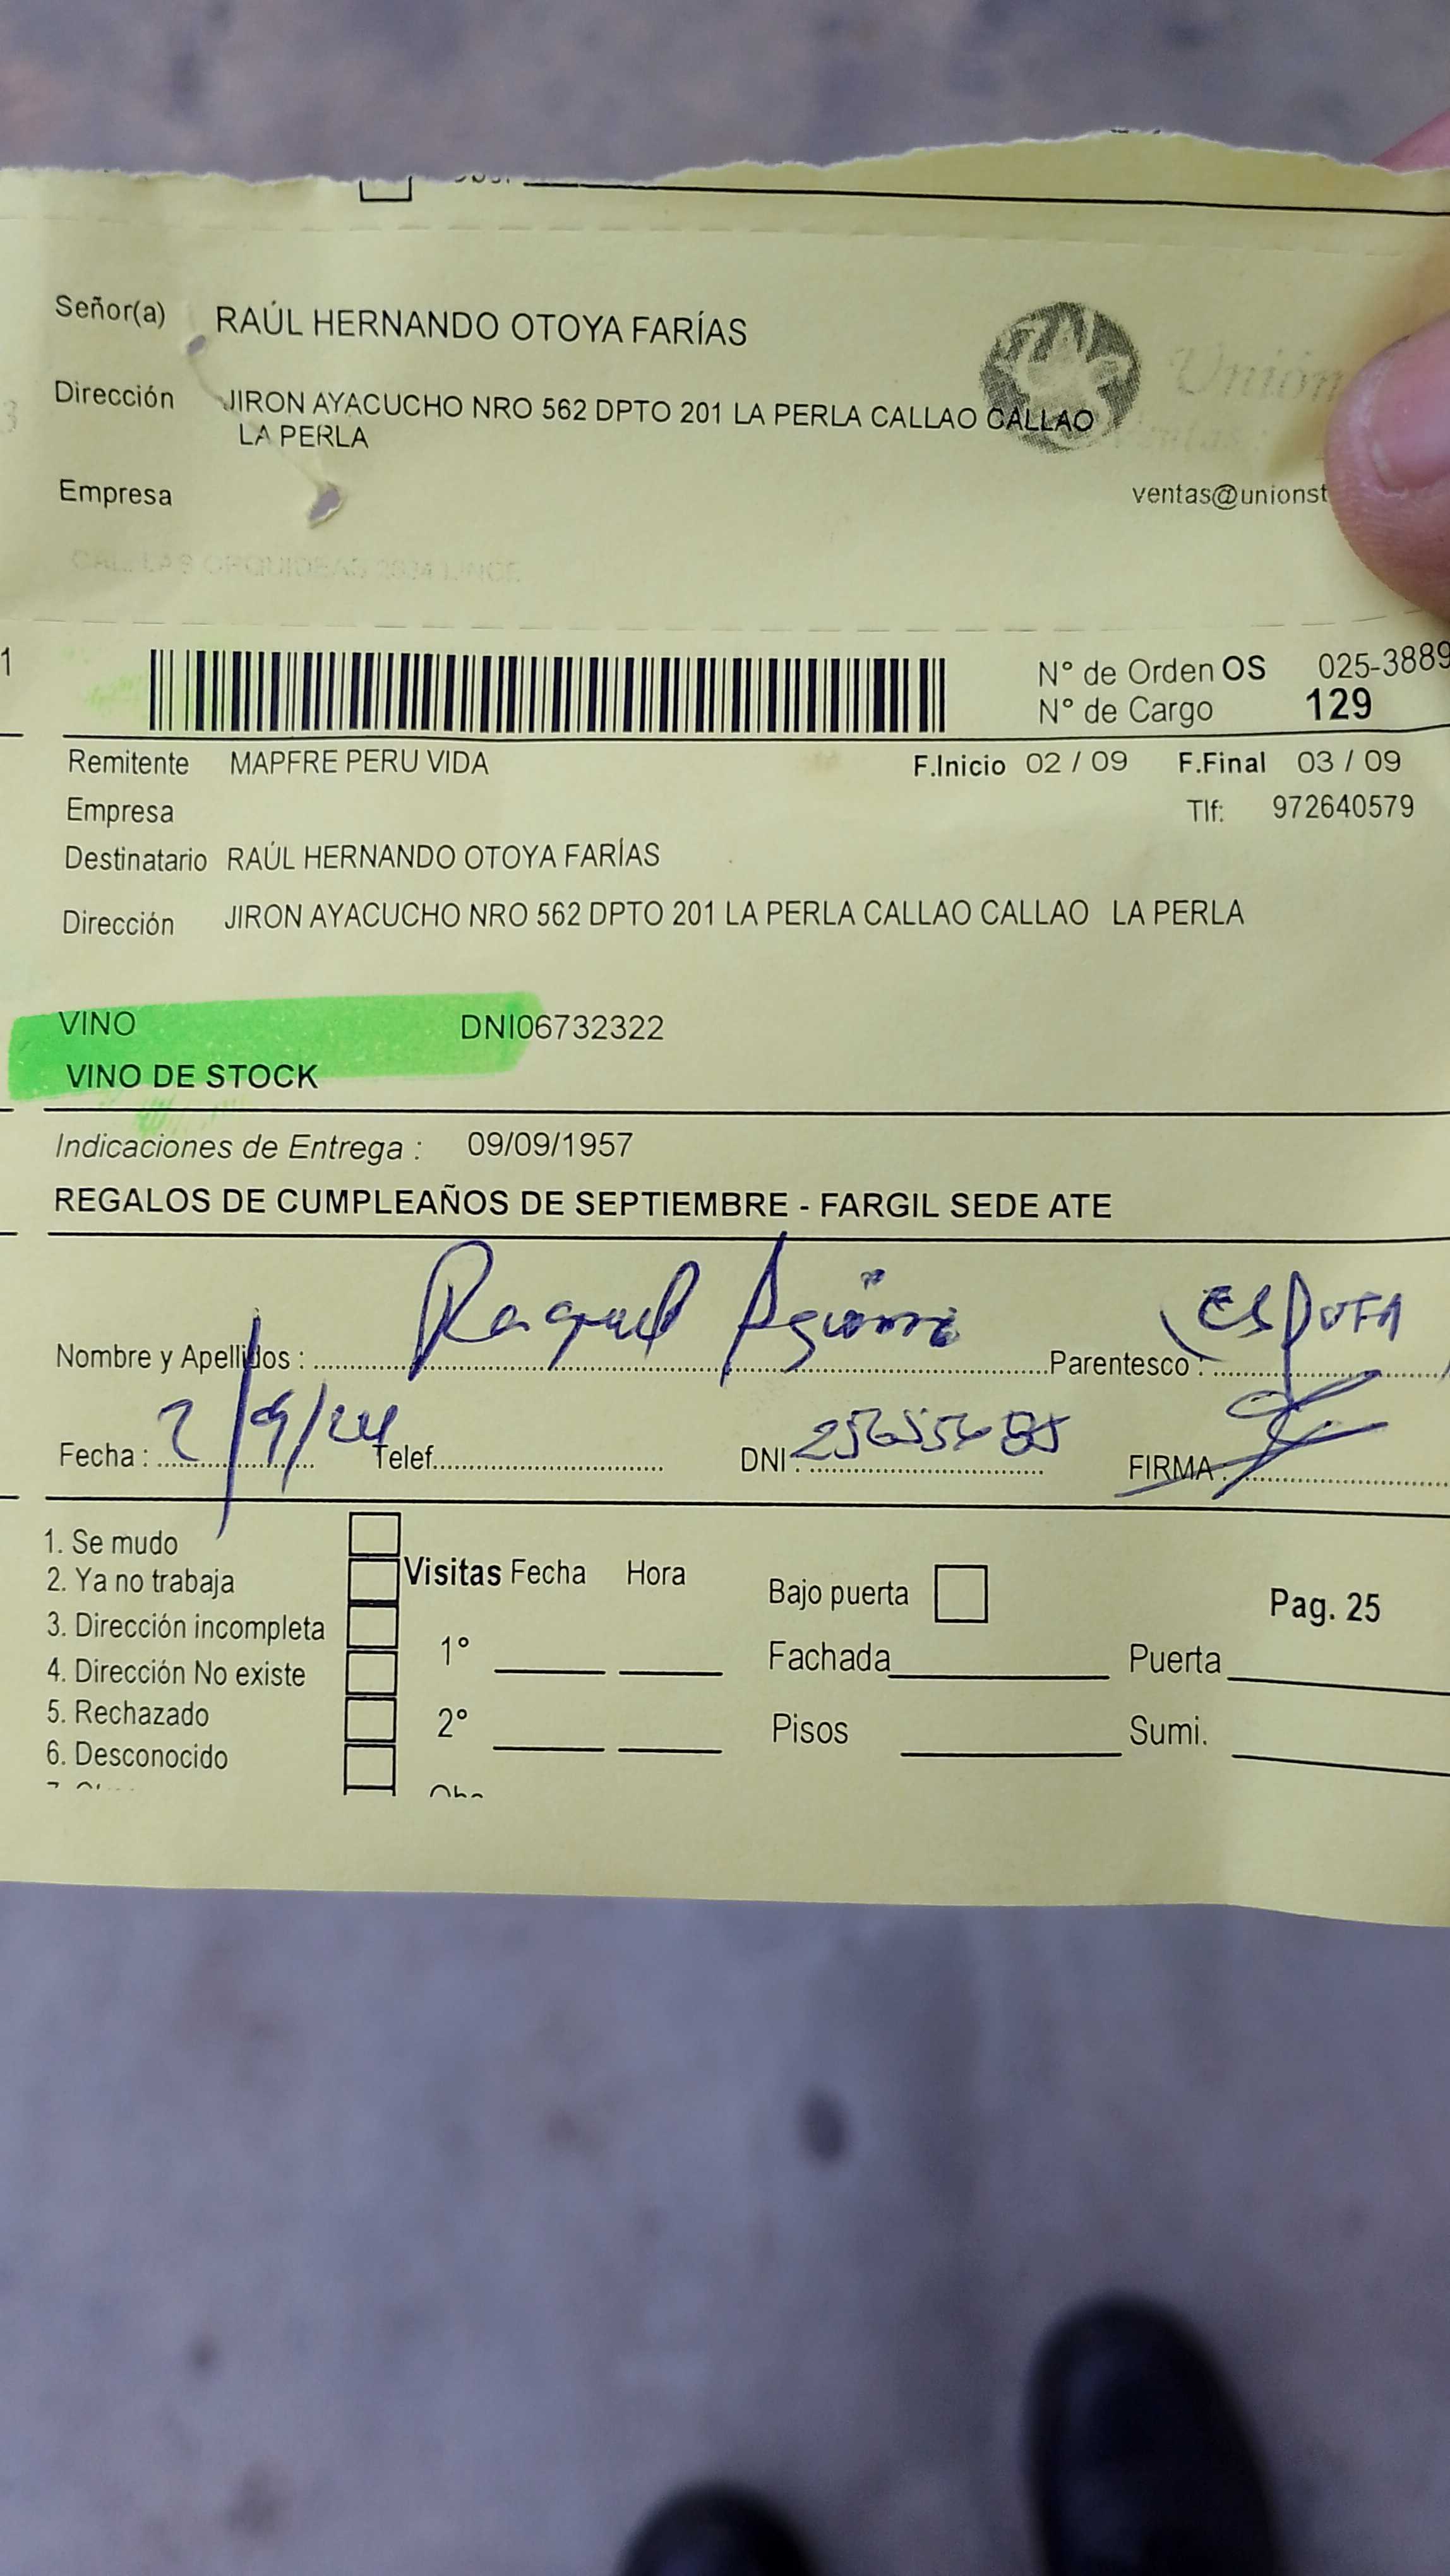 Señor(a) RAÚL HERNANDO OTOYA FARÍAS
Dirección JIRON AYACUCHO NRO 562 DPTO 201 LA PERLA CALLAO CALLAO
LA PERLA
Unión
Empresa
ventas@unionst
1
N° de Orden OS 025-3889
N° de Cargo 129
Remitente MAPFRE PERU VIDA F.Inicio 02 / 09 F.Final 03 / 09
Empresa Tlf: 972640579
Destinatario RAÚL HERNANDO OTOYA FARÍAS
Dirección JIRON AYACUCHO NRO 562 DPTO 201 LA PERLA CALLAO CALLAO LA PERLA
VINO DNI06732322
VINO DE STOCK
Indicaciones de Entrega : 09/09/1957
REGALOS DE CUMPLEAÑOS DE SEPTIEMBRE - FARGIL SEDE ATE
Nombre y Apellidos : Raquel Parentesco : ESPOSA
Fecha : 2/9/24 Telef. DNI : FIRMA :
1. Se mudo
2. Ya no trabaja
3. Dirección incompleta
4. Dirección No existe
5. Rechazado
6. Desconocido
Visitas Fecha Hora
1°
2°
Bajo puerta
Fachada
Pisos
Pag. 25
Puerta
Sumi.